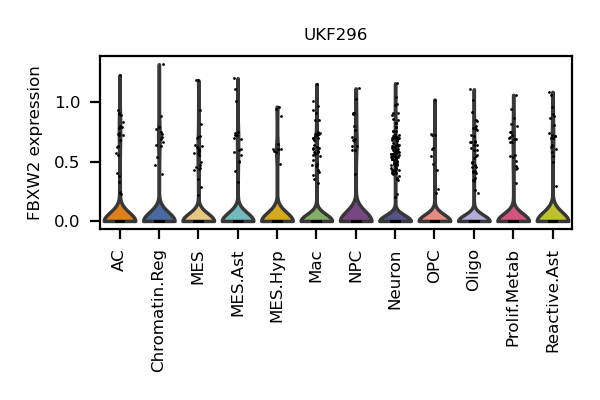 UKF296
FBXW2 expression
1.0
0.5
0.0
AC
Chromatin.Reg
MES
MES.Ast
MES.Hyp
Mac
NPC
Neuron
OPC
Oligo
Prolif.Metab
Reactive.Ast